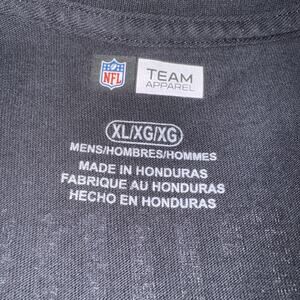 NFL
TEAM
APPAREL
XL/XG/XG
MENS/HOMBRES/HOMMES
MADE IN HONDURAS
FABRIQUE AU HONDURAS
HECHO EN HONDURAS